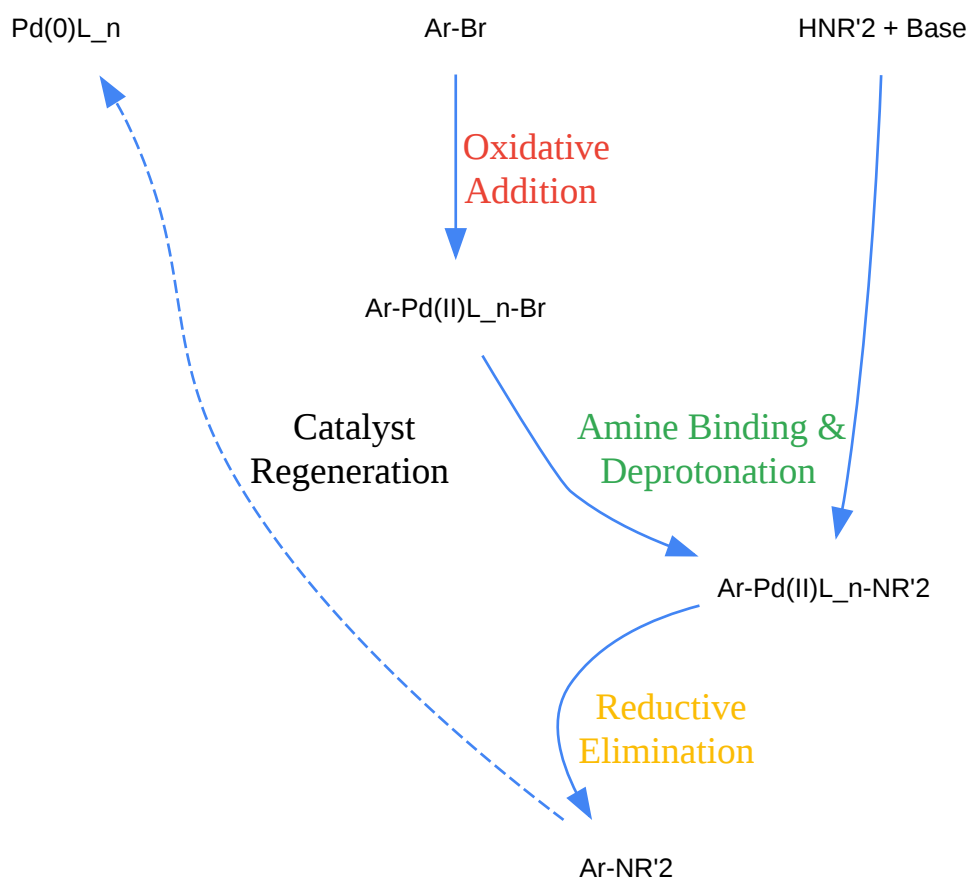 Pd(0)L_n
Ar-Br
HNR'2 + Base
Oxidative
Addition
Ar-Pd(II)L_n-Br
Catalyst
Regeneration
Amine Binding &
Deprotonation
Ar-Pd(II)L_n-NR'2
Reductive
Elimination
Ar-NR'2